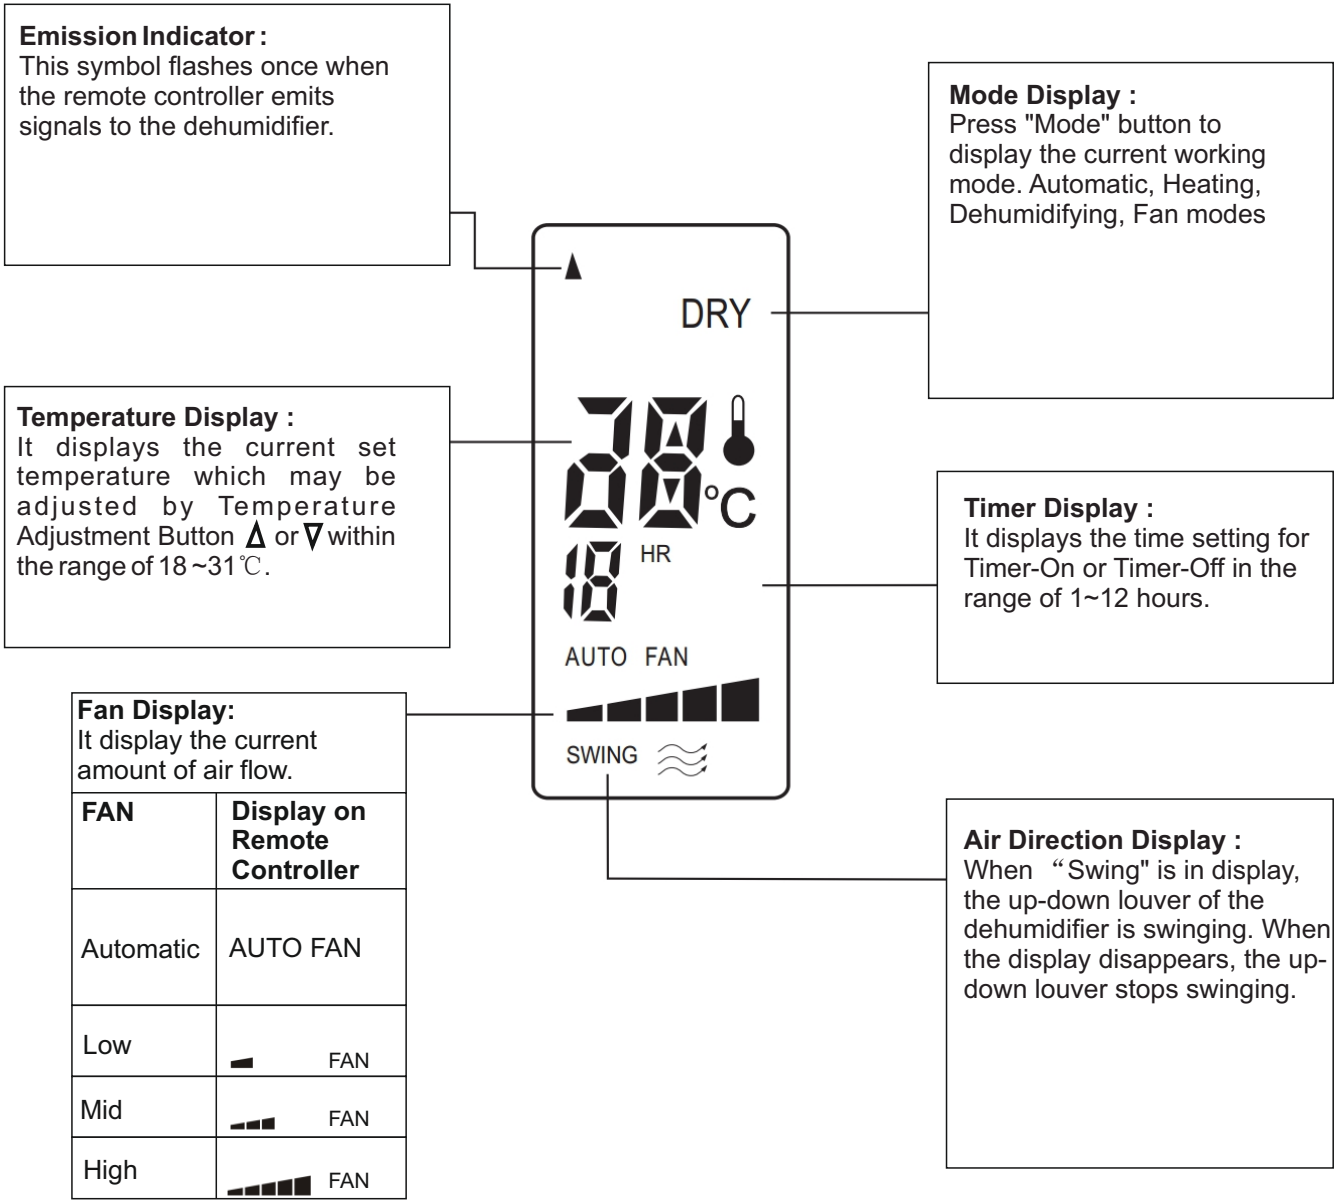 Emission Indicator :
This symbol flashes once when
the remote controller emits
signals to the dehumidifier.
Mode Display :
Press "Mode" button to
display the current working
mode. Automatic, Heating,
Dehumidifying, Fan modes
DRY
Temperature Display :
It displays the current set
temperature which may be
adjusted by Temperature
Adjustment Button Δ or ∇ within
the range of 18 ~31℃.
28
°C
18 HR
Timer Display :
It displays the time setting for
Timer-On or Timer-Off in the
range of 1~12 hours.
AUTO FAN
SWING
Fan Display:
It display the current
amount of air flow.
FAN Display on
Remote
Controller
Automatic AUTO FAN
Low FAN
Mid FAN
High FAN
Air Direction Display :
When “Swing" is in display,
the up-down louver of the
dehumidifier is swinging. When
the display disappears, the up-
down louver stops swinging.